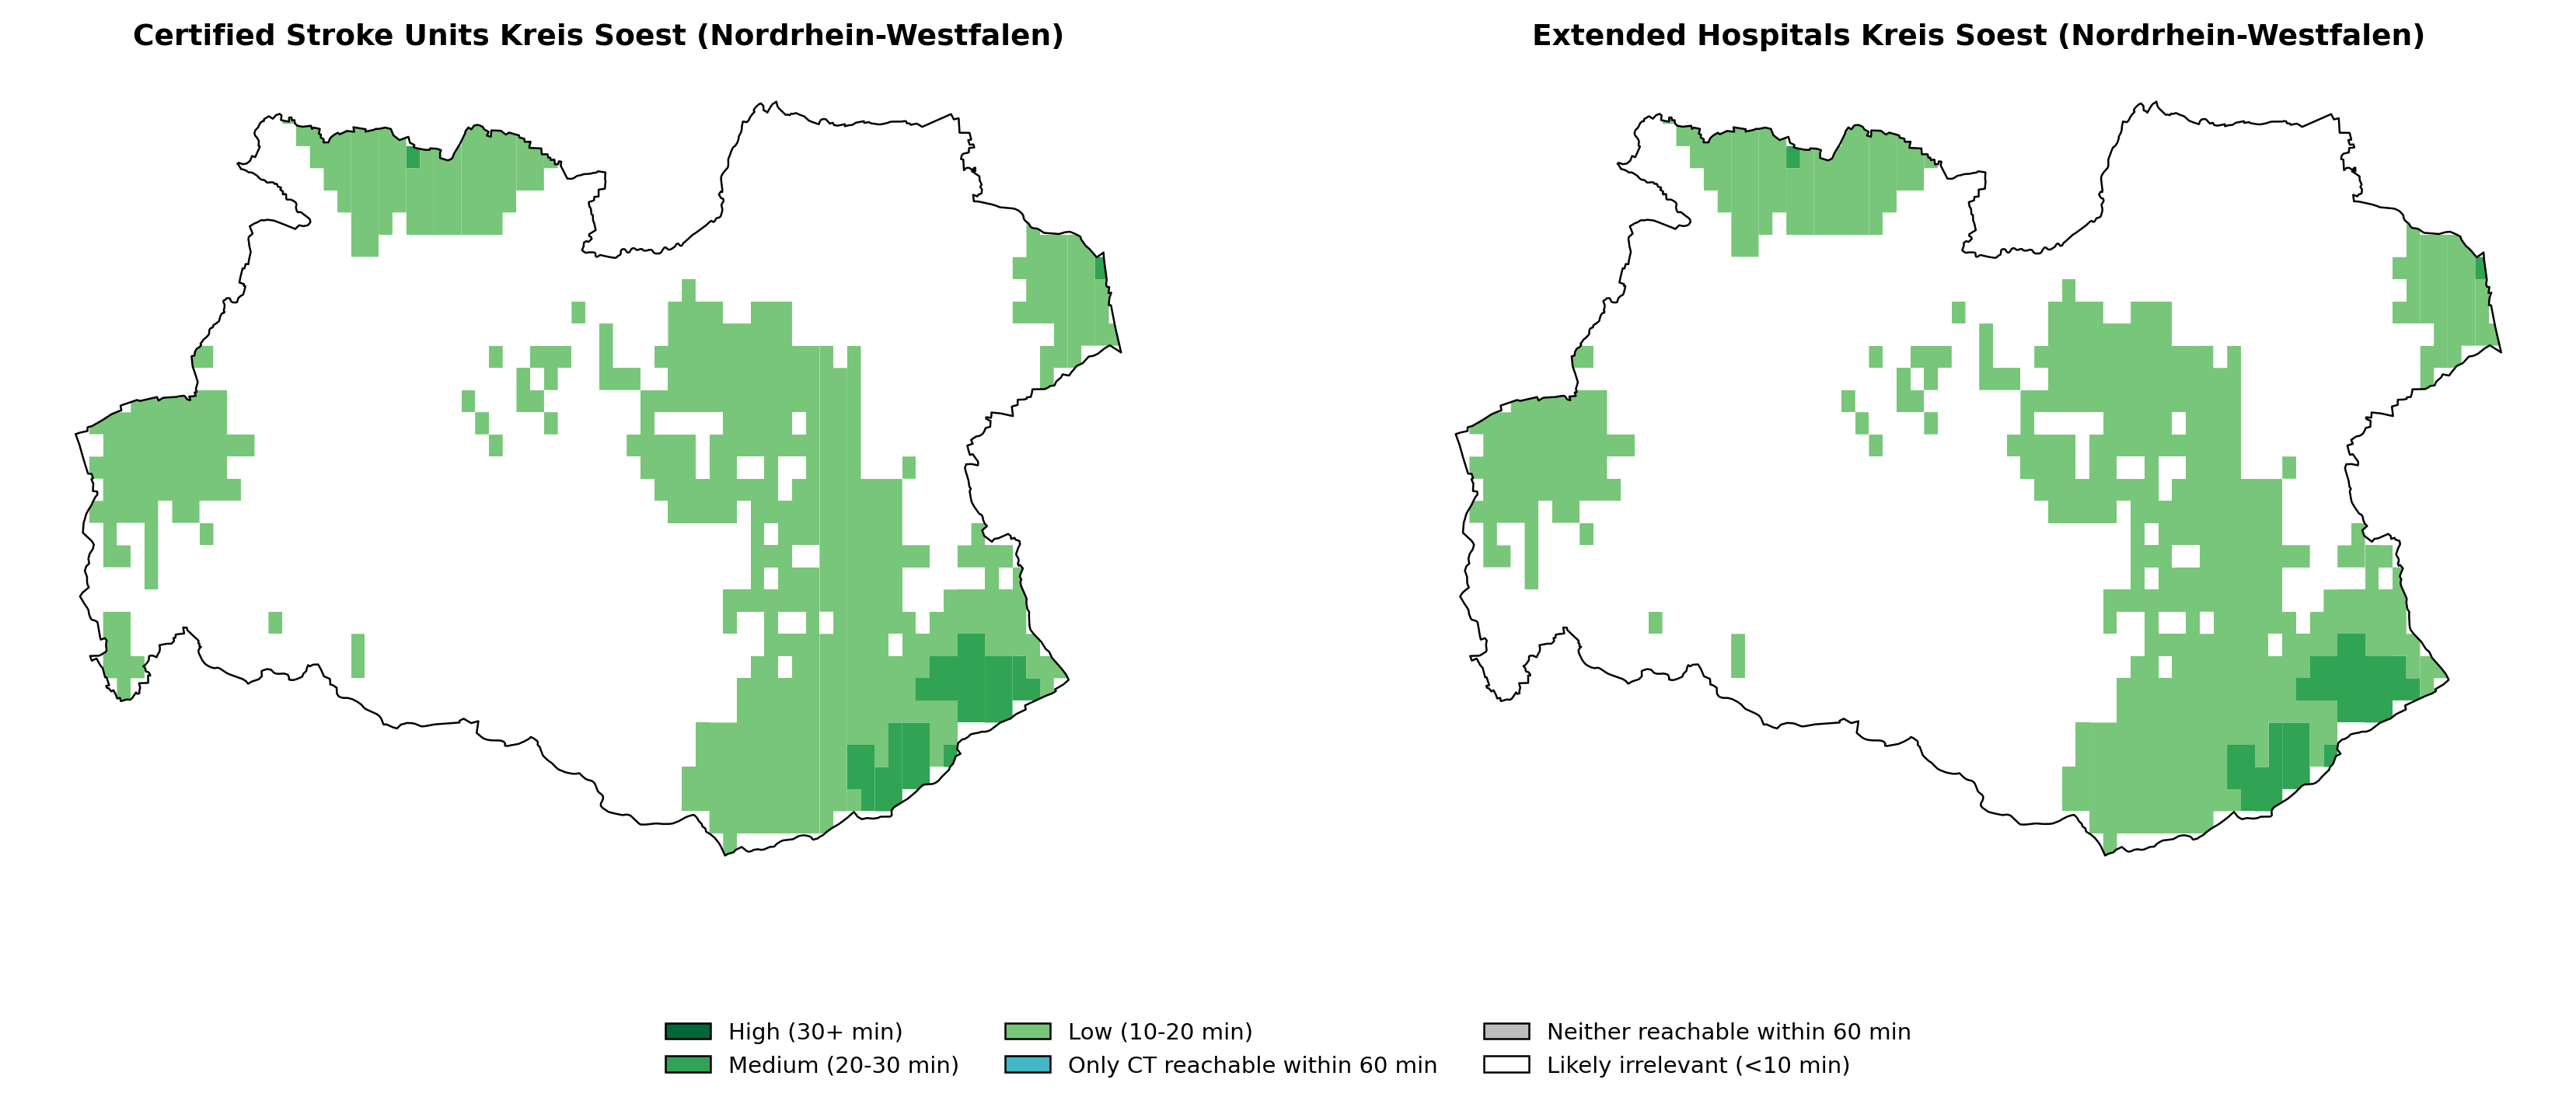 Certified Stroke Units Kreis Soest (Nordrhein-Westfalen)
Extended Hospitals Kreis Soest (Nordrhein-Westfalen)
High (30+ min)
Medium (20-30 min)
Low (10-20 min)
Only CT reachable within 60 min
Neither reachable within 60 min
Likely irrelevant (<10 min)